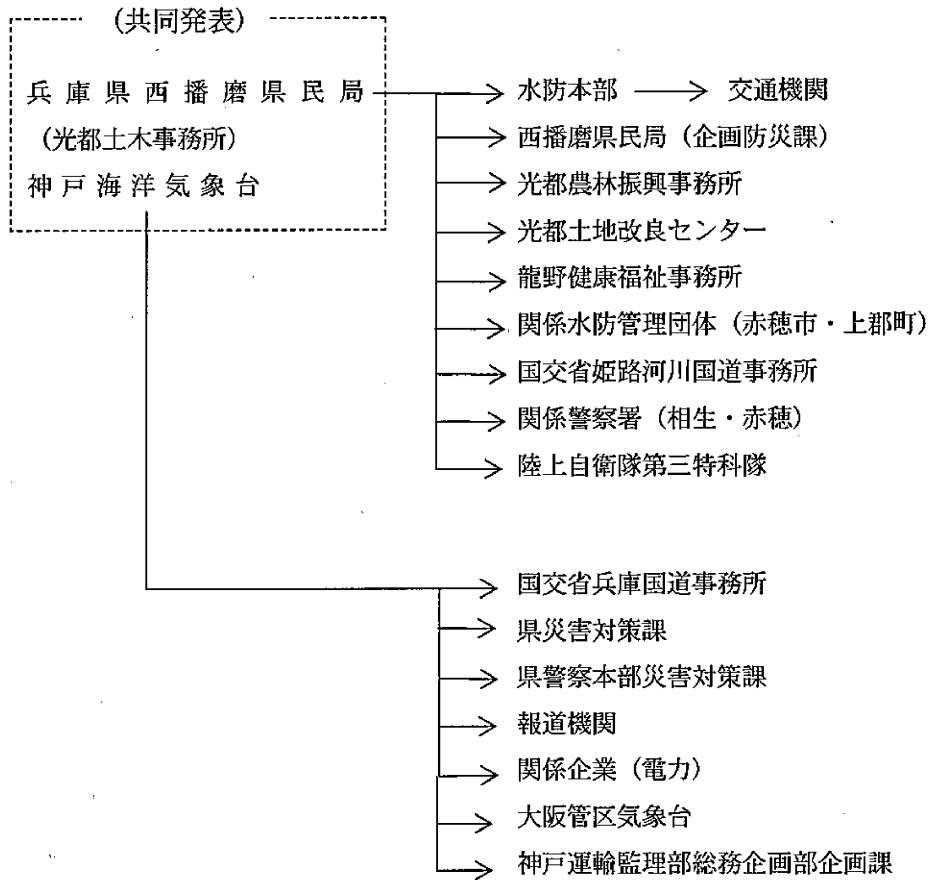 (共同発表)
兵庫県西播磨県民局
(光都土木事務所)
神戸海洋気象台
水防本部 → 交通機関
西播磨県民局(企画防災課)
光都農林振興事務所
光都土地改良センター
龍野健康福祉事務所
関係水防管理団体(赤穂市・上郡町)
国交省姫路河川国道事務所
関係警察署(相生・赤穂)
陸上自衛隊第三特科隊
国交省兵庫国道事務所
県災害対策課
県警察本部災害対策課
報道機関
関係企業(電力)
大阪管区気象台
神戸運輸監理部総務企画部企画課